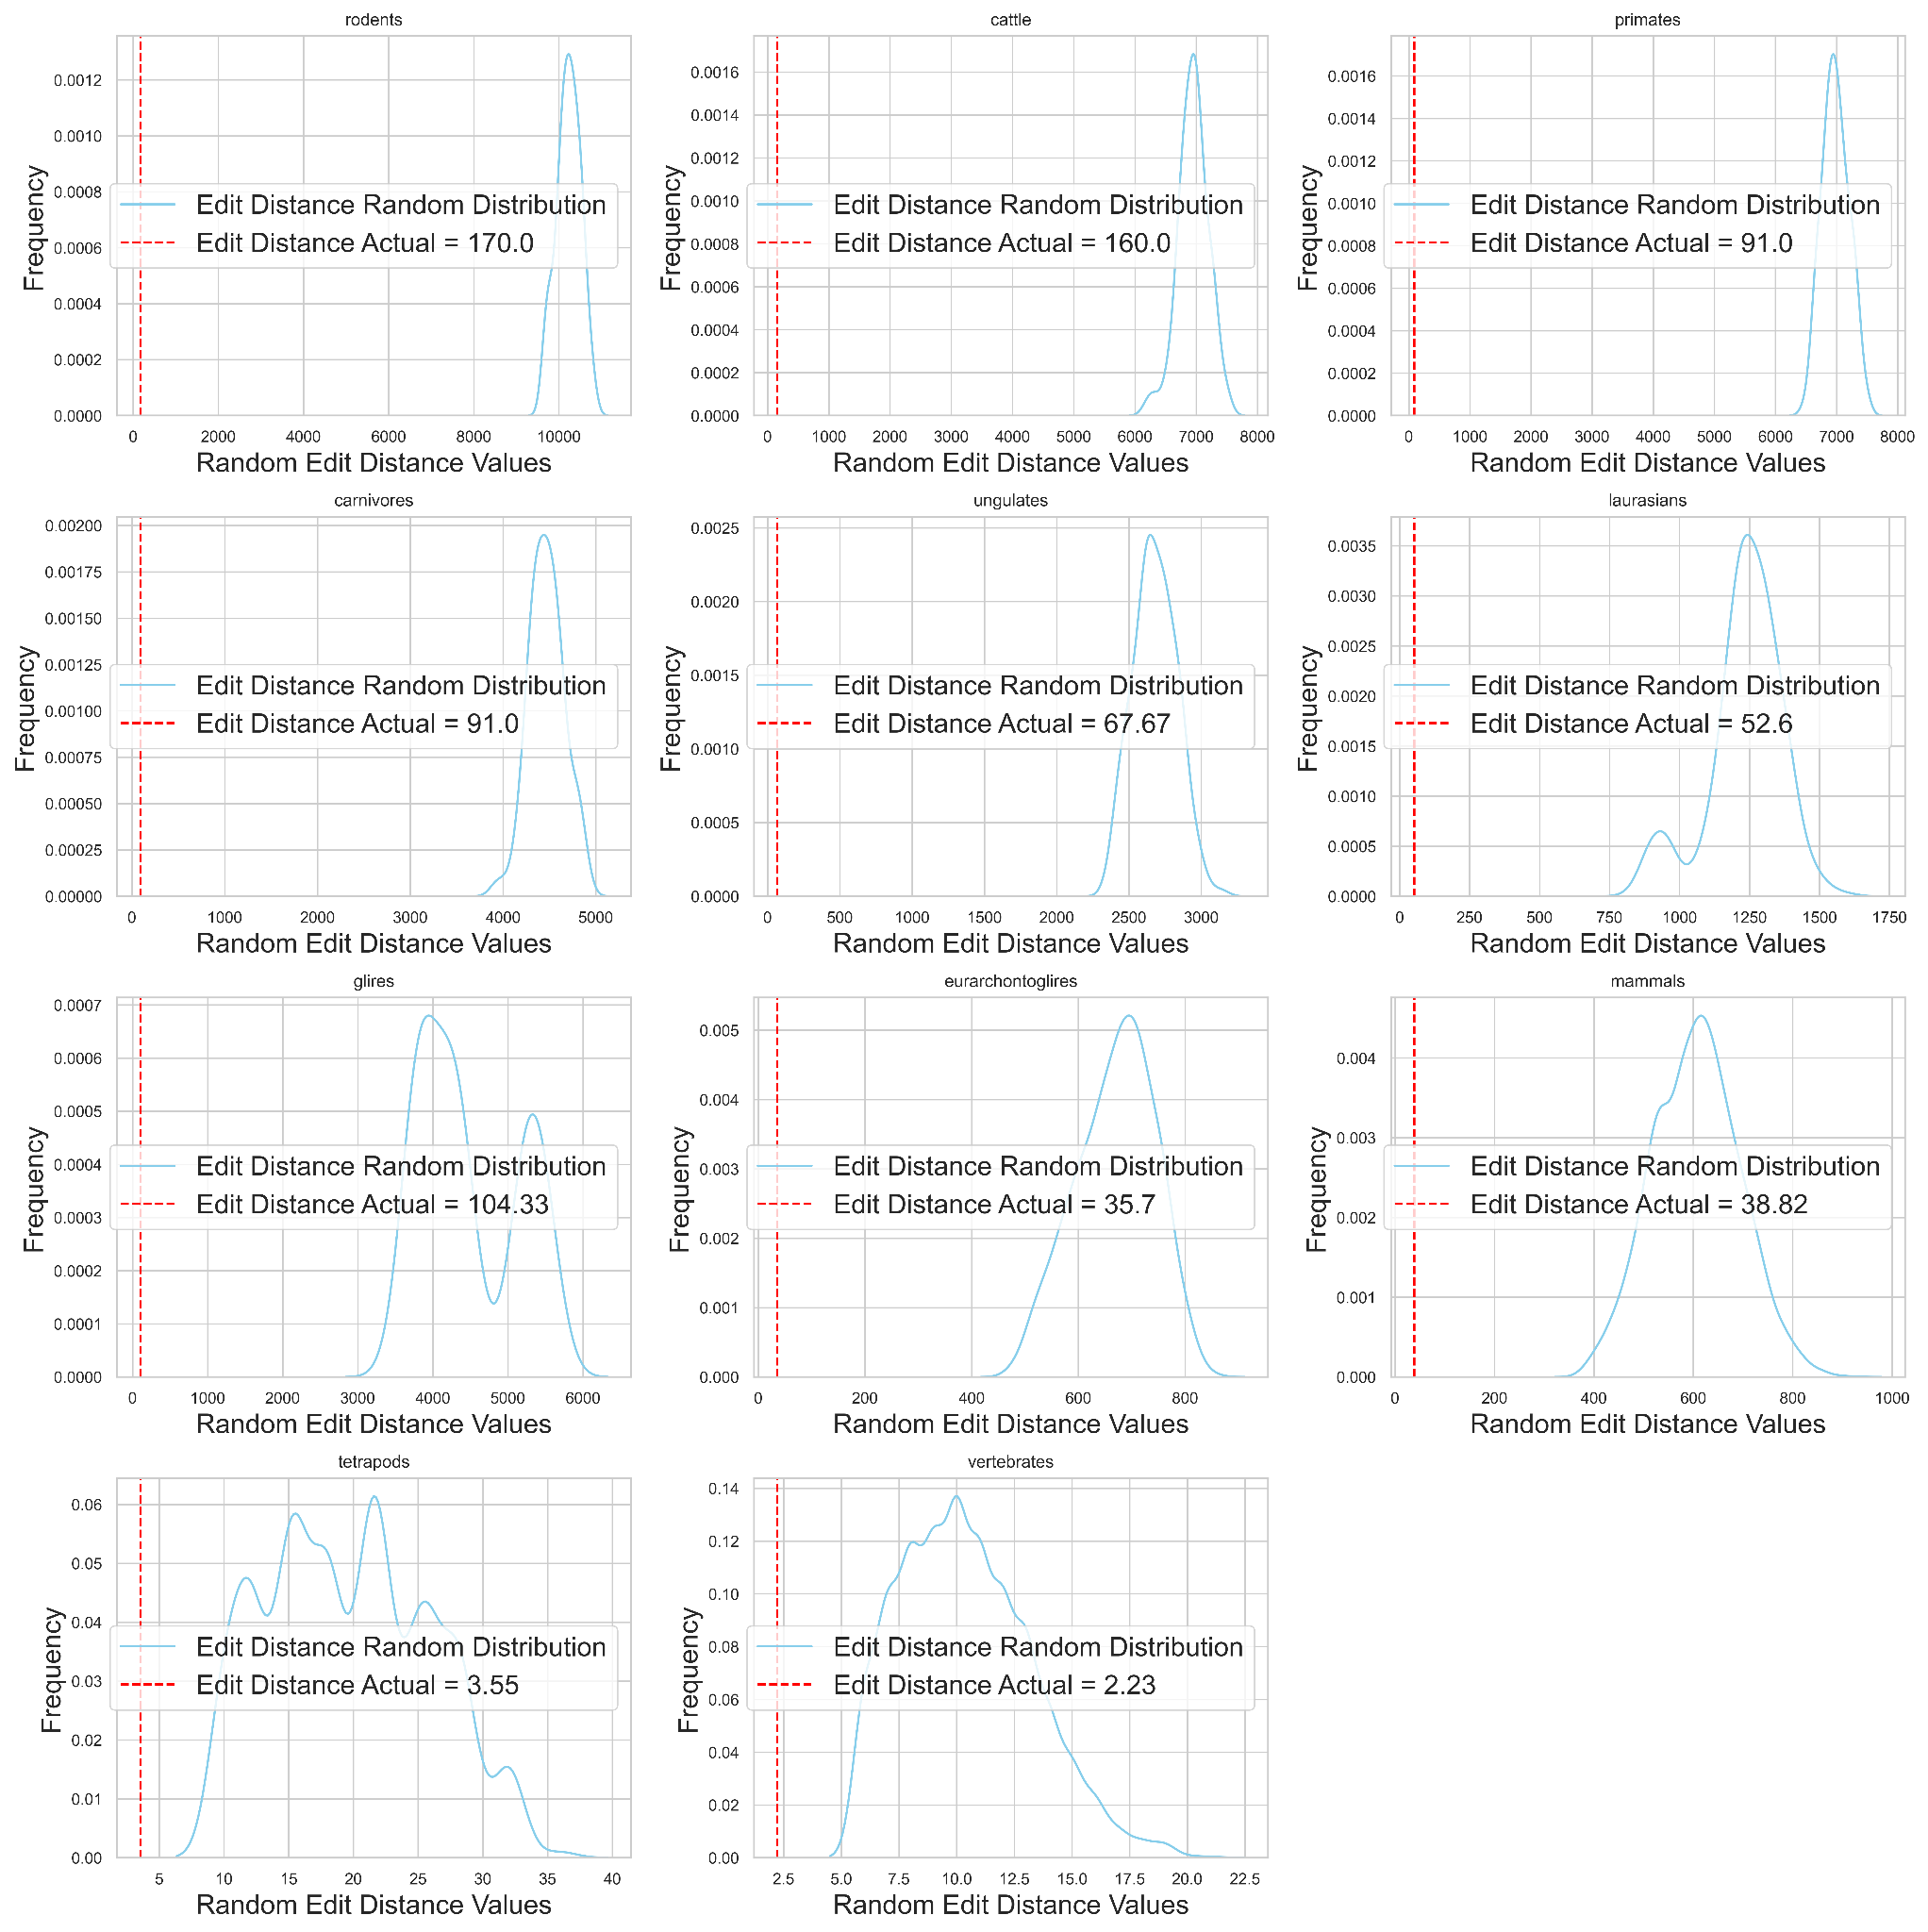 rodents
0.0012
0.0010
0.0008
0.0006
0.0004
0.0002
0.0000
Frequency
Edit Distance Random Distribution
Edit Distance Actual = 170.0
0 2000 4000 6000 8000 10000
Random Edit Distance Values
cattle
0.0016
0.0014
0.0012
0.0010
0.0008
0.0006
0.0004
0.0002
0.0000
Frequency
Edit Distance Random Distribution
Edit Distance Actual = 160.0
0 1000 2000 3000 4000 5000 6000 7000 8000
Random Edit Distance Values
primates
0.0016
0.0014
0.0012
0.0010
0.0008
0.0006
0.0004
0.0002
0.0000
Frequency
Edit Distance Random Distribution
Edit Distance Actual = 91.0
0 1000 2000 3000 4000 5000 6000 7000 8000
Random Edit Distance Values
carnivores
0.00200
0.00175
0.00150
0.00125
0.00100
0.00075
0.00050
0.00025
0.00000
Frequency
Edit Distance Random Distribution
Edit Distance Actual = 91.0
0 1000 2000 3000 4000 5000
Random Edit Distance Values
ungulates
0.0025
0.0020
0.0015
0.0010
0.0005
0.0000
Frequency
Edit Distance Random Distribution
Edit Distance Actual = 67.67
0 500 1000 1500 2000 2500 3000
Random Edit Distance Values
laurasians
0.0035
0.0030
0.0025
0.0020
0.0015
0.0010
0.0005
0.0000
Frequency
Edit Distance Random Distribution
Edit Distance Actual = 52.6
0 250 500 750 1000 1250 1500 1750
Random Edit Distance Values
glires
0.0007
0.0006
0.0005
0.0004
0.0003
0.0002
0.0001
0.0000
Frequency
Edit Distance Random Distribution
Edit Distance Actual = 104.33
0 1000 2000 3000 4000 5000 6000
Random Edit Distance Values
eurarchontoglires
0.005
0.004
0.003
0.002
0.001
0.000
Frequency
Edit Distance Random Distribution
Edit Distance Actual = 35.7
0 200 400 600 800
Random Edit Distance Values
mammals
0.004
0.003
0.002
0.001
0.000
Frequency
Edit Distance Random Distribution
Edit Distance Actual = 38.82
0 200 400 600 800 1000
Random Edit Distance Values
tetrapods
0.06
0.05
0.04
0.03
0.02
0.01
0.00
Frequency
Edit Distance Random Distribution
Edit Distance Actual = 3.55
5 10 15 20 25 30 35 40
Random Edit Distance Values
vertebrates
0.14
0.12
0.10
0.08
0.06
0.04
0.02
0.00
Frequency
Edit Distance Random Distribution
Edit Distance Actual = 2.23
2.5 5.0 7.5 10.0 12.5 15.0 17.5 20.0 22.5
Random Edit Distance Values